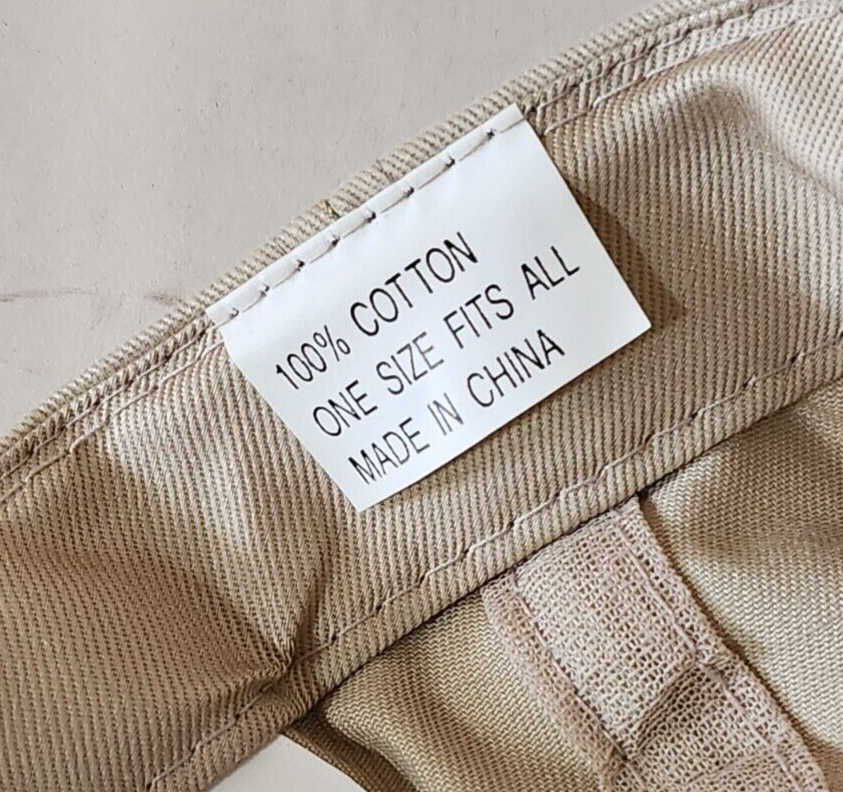 100% COTTON
ONE SIZE FITS ALL
MADE IN CHINA